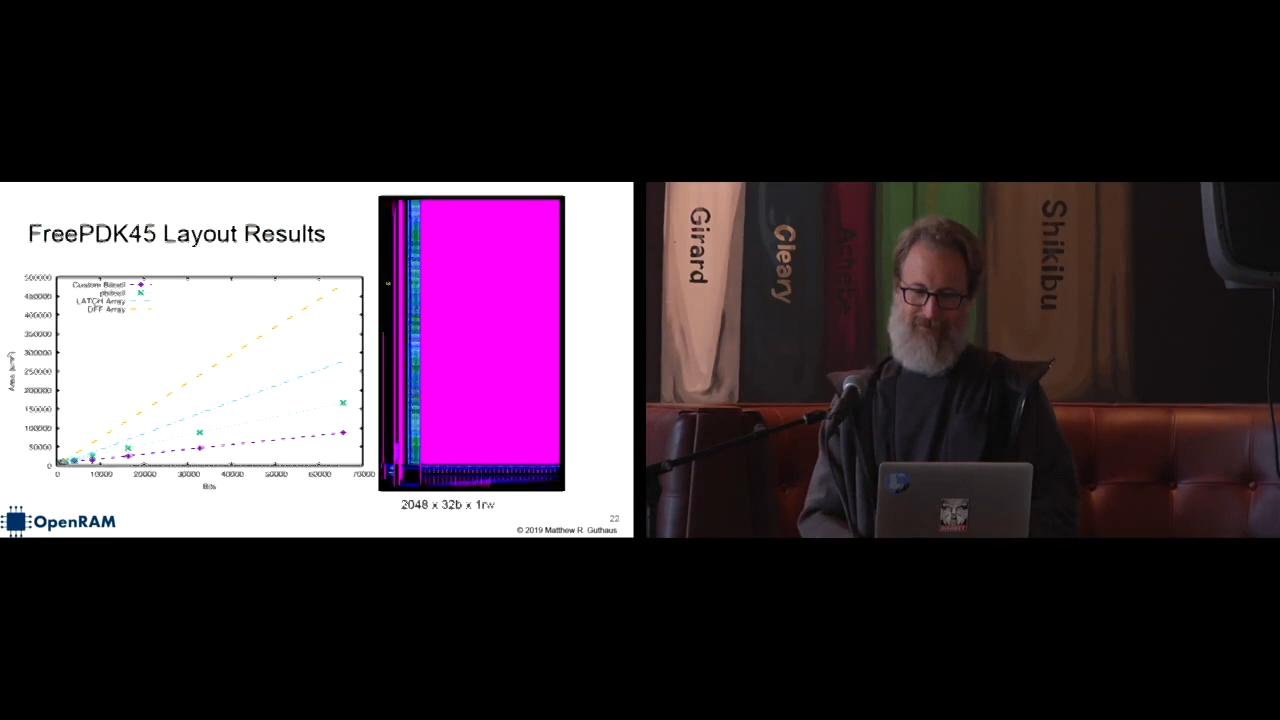 FreePDK45 Layout Results
500000
450000
400000
350000
300000
250000
200000
150000
100000
50000
0
Custom Bitcell
pbitcell
LATCH Array
DFF Array
Area (um²)
0 10000 20000 30000 40000 50000 60000 70000
Bits
2048 x 32b x 1rw
OpenRAM
22
© 2019 Matthew R. Guthaus
Girard
Cleary
Shikibu